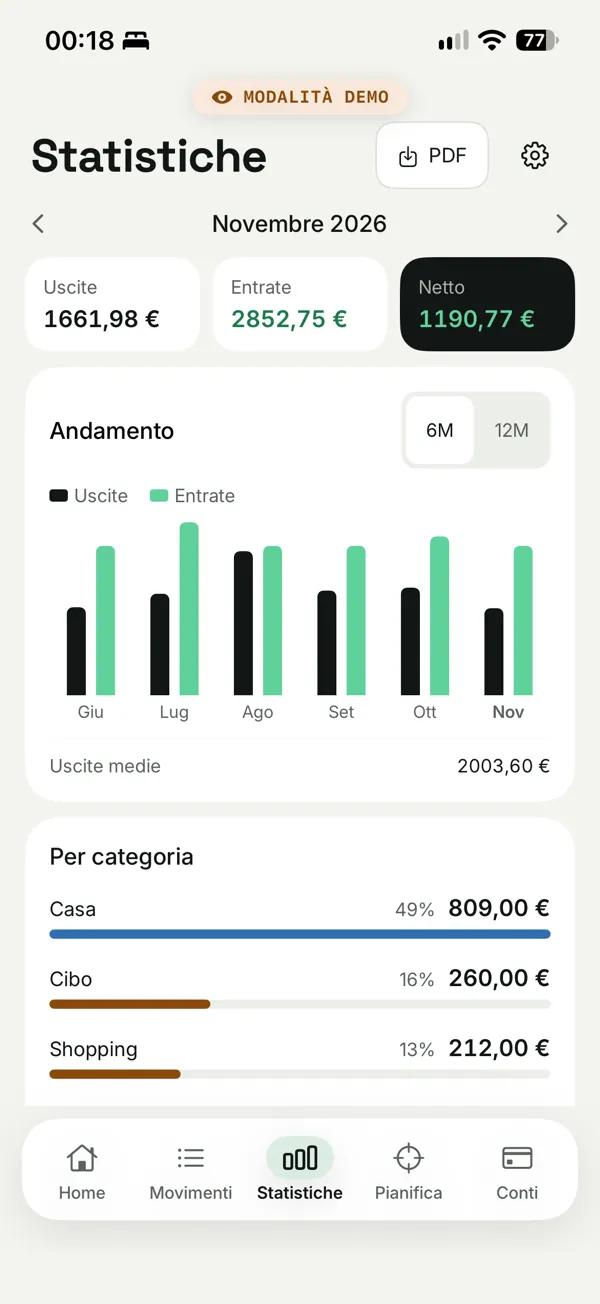 00:18
77
MODALITÀ DEMO
Statistiche
PDF
Novembre 2026
Uscite
1661,98 €
Entrate
2852,75 €
Netto
1190,77 €
Andamento
6M
12M
Uscite
Entrate
Giu
Lug
Ago
Set
Ott
Nov
Uscite medie
2003,60 €
Per categoria
Casa
49%
809,00 €
Cibo
16%
260,00 €
Shopping
13%
212,00 €
Home
Movimenti
Statistiche
Pianifica
Conti